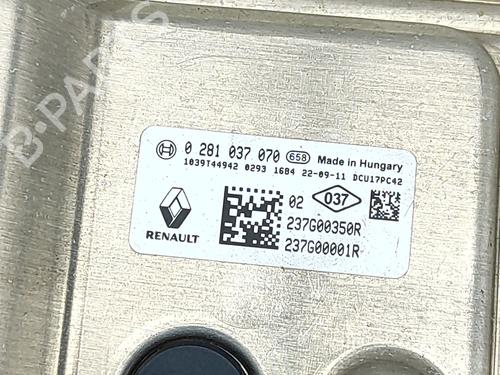 B-PARTS
0 281 037 070 658 Made in Hungary
1039T44942 0293 1684 22-09-11 DCU17PC42
02 037
RENAULT
237G00350R
237G00001R